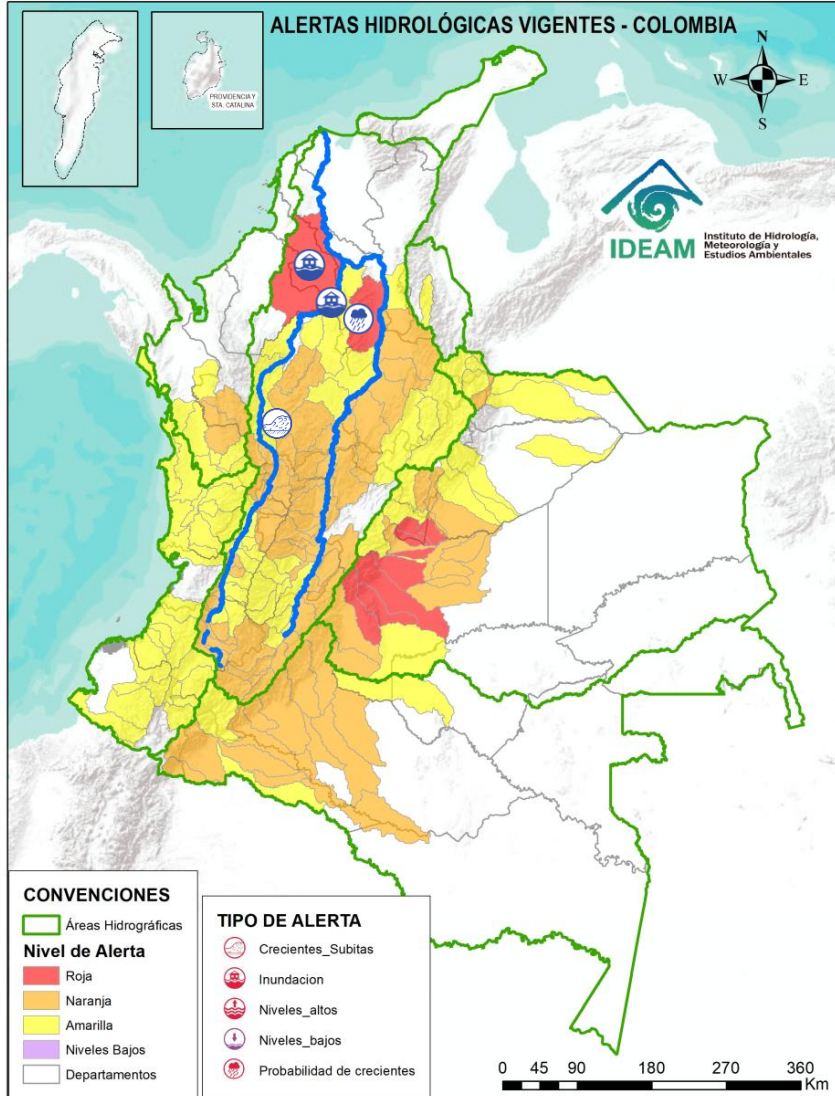 ALERTAS HIDROLÓGICAS VIGENTES - COLOMBIA
PROVIDENCIA Y
STA. CATALINA
N
W
E
S
IDEAM
Instituto de Hidrología,
Meteorología y
Estudios Ambientales
CONVENCIONES
Áreas Hidrográficas
Nivel de Alerta
Roja
Naranja
Amarilla
Niveles Bajos
Departamentos
TIPO DE ALERTA
Crecientes_Subitas
Inundacion
Niveles_altos
Niveles_bajos
Probabilidad de crecientes
0 45 90 180 270 360
Km